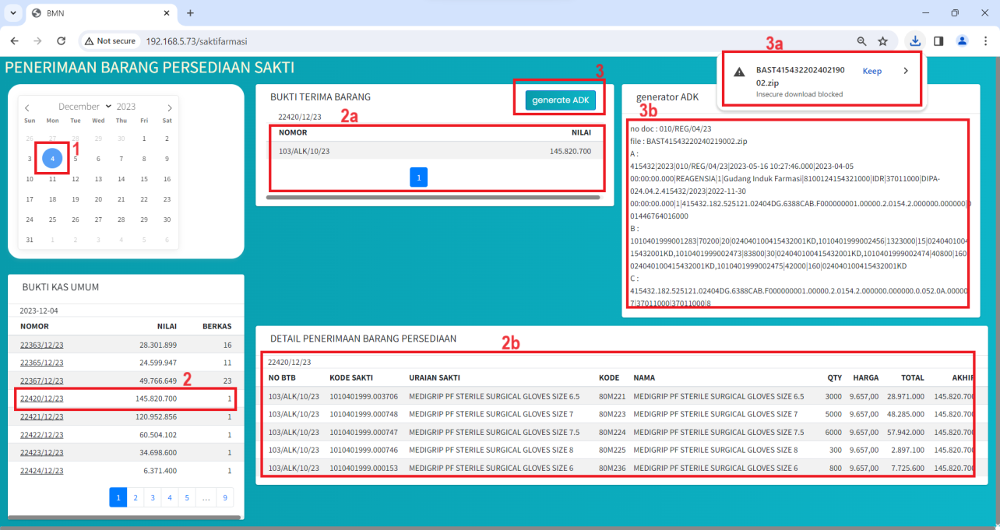 BMN
Not secure 192.168.5.73/saktifarmasi
3a
BAST415432202402190
02.zip
Keep
Insecure download blocked
PENERIMAAN BARANG PERSEDIAAN SAKTI
December 2023
Sun Mon Tue Wed Thu Fri Sat
26 27 28 29 30 1 2
3 4 5 6 7 8 9
10 11 12 13 14 15 16
17 18 19 20 21 22 23
24 25 26 27 28 29 30
31 1 2 3 4 5 6
1
BUKTI KAS UMUM
2023-12-04
NOMOR NILAI BERKAS
22363/12/23 28.301.899 16
22365/12/23 24.599.947 11
22367/12/23 49.766.649 23
2
22420/12/23 145.820.700 1
22421/12/23 120.952.856 1
22422/12/23 60.504.102 1
22423/12/23 34.698.600 1
22424/12/23 6.371.400 1
1 2 3 4 5 ... 9
BUKTI TERIMA BARANG
3
generate ADK
22420/12/23
2a
NOMOR NILAI
103/ALK/10/23 145.820.700
1
generator ADK
3b
no doc : 010/REG/04/23
file : BAST41543220240219002.zip
A :
415432|2023|010/REG/04/23|2023-05-16 10:27:46.000|2023-04-05
00:00:00.000|REAGENSIA|1|Gudang Induk Farmasi|8100124154321000|IDR|37011000|DIPA-
024.04.2.415432/2023|2022-11-30
00:00:00.000|1|415432.182.525121.02404DG.6388CAB.F000000001.00000.2.0154.2.000000.000000|0
01446764016000
B :
1010401999001283|70200|20|024040100415432001KD,1010401999002456|1323000|15|0240401004
15432001KD,1010401999002473|83800|30|024040100415432001KD,1010401999002474|40800|160
024040100415432001KD,1010401999002475|42000|160|024040100415432001KD
C :
415432.182.525121.02404DG.6388CAB.F000000001.00000.2.0154.2.000000.000000.0.052.0A.00000
7|37011000|37011000|8
DETAIL PENERIMAAN BARANG PERSEDIAAN
2b
22420/12/23
NO BTB KODE SAKTI URAIAN SAKTI KODE NAMA QTY HARGA TOTAL AKHIR
103/ALK/10/23 1010401999.003706 MEDIGRIP PF STERILE SURGICAL GLOVES SIZE 6.5 80M221 MEDIGRIP PF STERILE SURGICAL GLOVES SIZE 6.5 3000 9.657,00 28.971.000 145.820.700
103/ALK/10/23 1010401999.000748 MEDIGRIP PF STERILE SURGICAL GLOVES SIZE 7 80M223 MEDIGRIP PF STERILE SURGICAL GLOVES SIZE 7 5000 9.657,00 48.285.000 145.820.700
103/ALK/10/23 1010401999.000747 MEDIGRIP PF STERILE SURGICAL GLOVES SIZE 7.5 80M224 MEDIGRIP PF STERILE SURGICAL GLOVES SIZE 7.5 6000 9.657,00 57.942.000 145.820.700
103/ALK/10/23 1010401999.000746 MEDIGRIP PF STERILE SURGICAL GLOVES SIZE 8 80M225 MEDIGRIP PF STERILE SURGICAL GLOVES SIZE 8 300 9.657,00 2.897.100 145.820.700
103/ALK/10/23 1010401999.000153 MEDIGRIP PF STERILE SURGICAL GLOVES SIZE 6 80M236 MEDIGRIP PF STERILE SURGICAL GLOVES SIZE 6 800 9.657,00 7.725.600 145.820.700